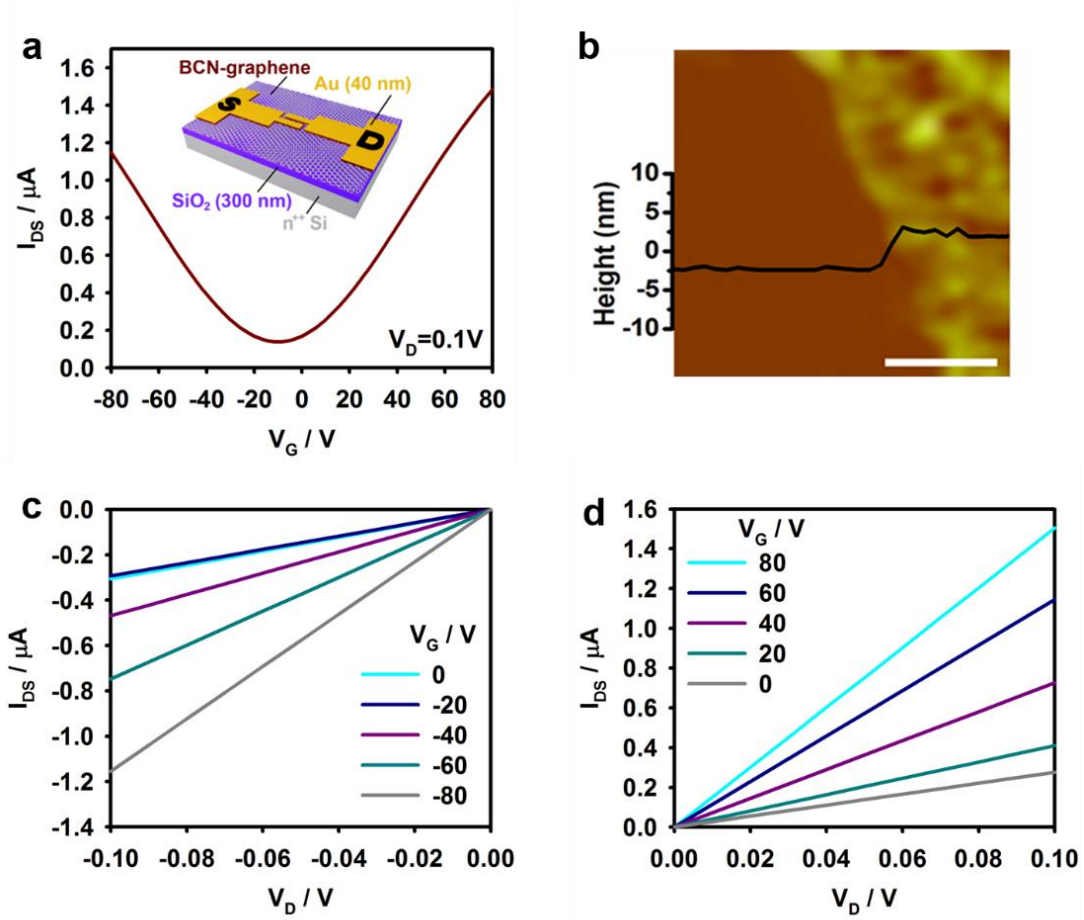 a
1.6
1.4
1.2
1.0
0.8
0.6
0.4
0.2
0.0
I_DS / μA
BCN-graphene
Au (40 nm)
S
D
SiO₂ (300 nm)
n⁺⁺ Si
V_D=0.1V
-80 -60 -40 -20 0 20 40 60 80
V_G / V
b
10
5
0
-5
-10
Height (nm)
c
0.0
-0.2
-0.4
-0.6
-0.8
-1.0
-1.2
-1.4
I_DS / μA
V_G / V
0
-20
-40
-60
-80
-0.10 -0.08 -0.06 -0.04 -0.02 0.00
V_D / V
d
1.6
1.4
1.2
1.0
0.8
0.6
0.4
0.2
0.0
I_DS / μA
V_G / V
80
60
40
20
0
0.00 0.02 0.04 0.06 0.08 0.10
V_D / V